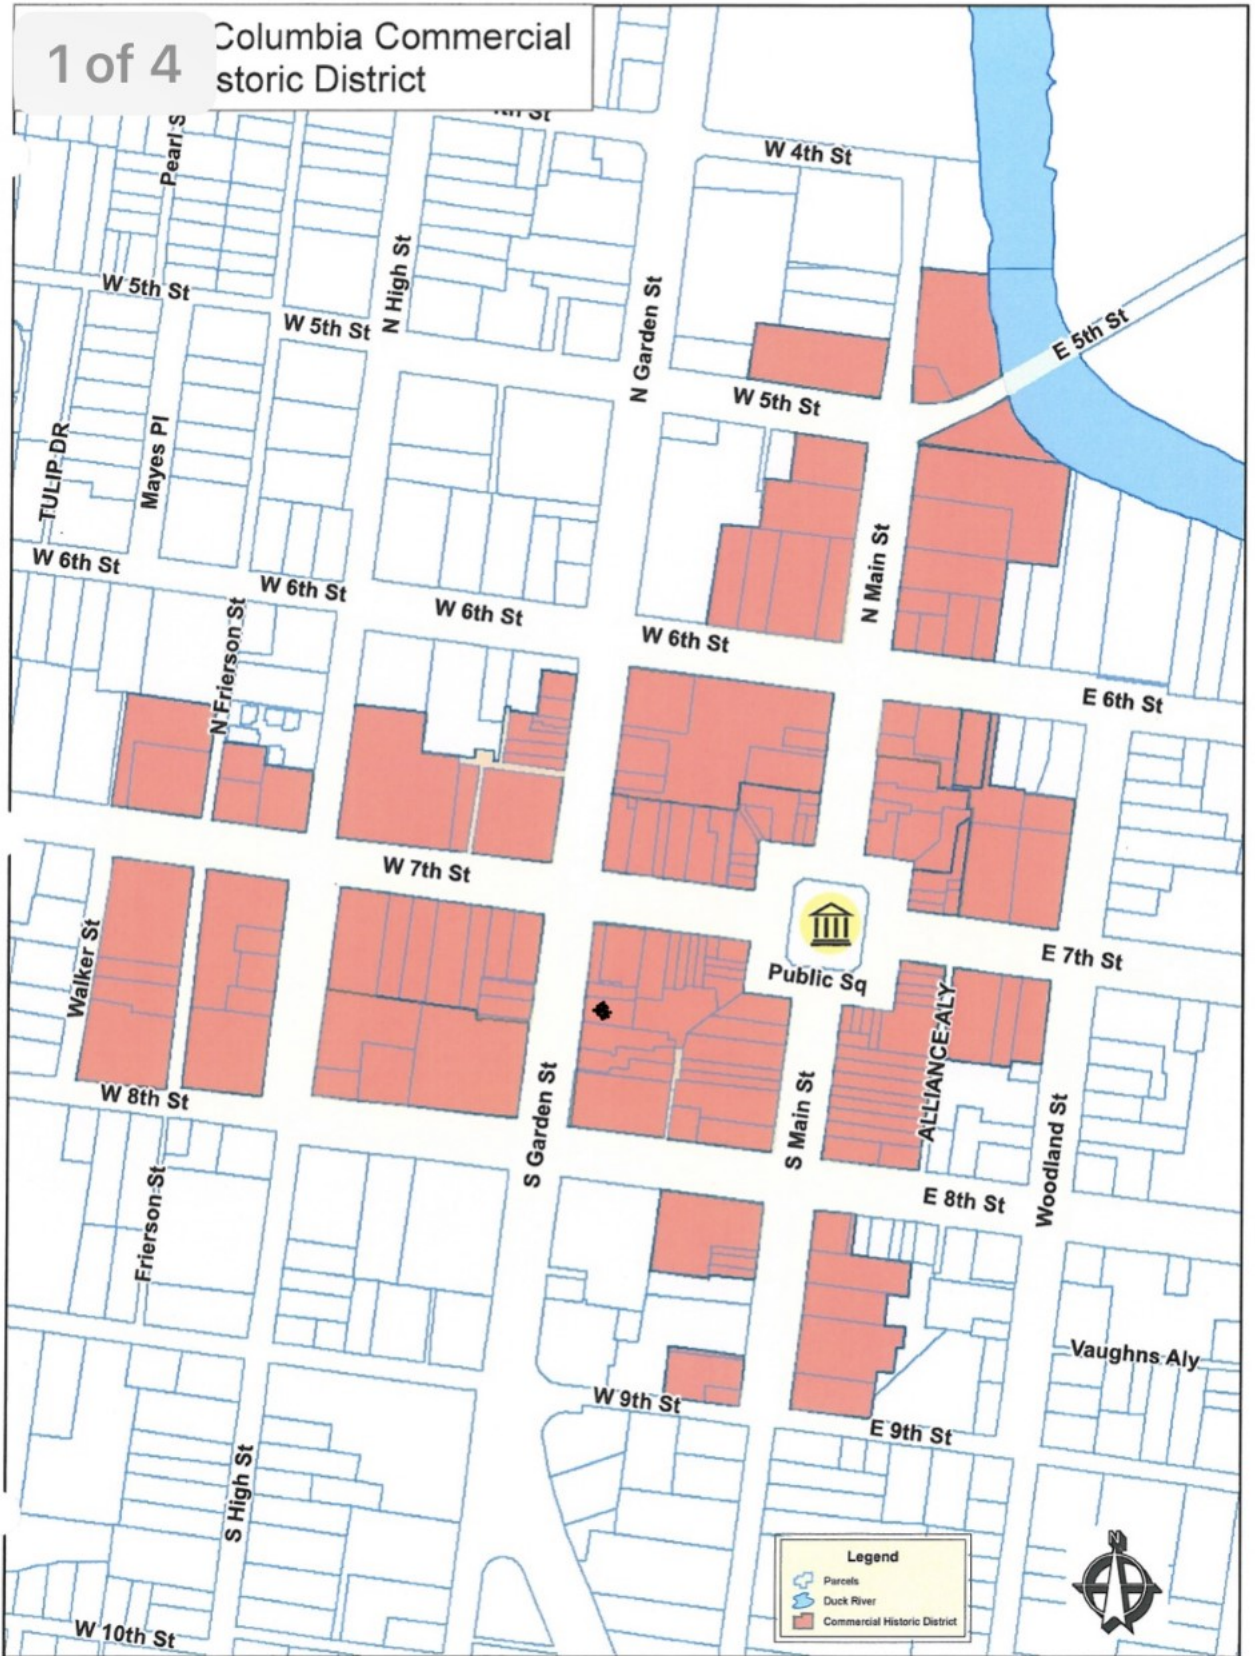 1 of 4
Columbia Commercial
storic District
W 4th St
Pearl S
N High St
W 5th St
W 5th St
N Garden St
E 5th St
W 5th St
TULIP DR
Mayes Pl
W 6th St
W 6th St
W 6th St
W 6th St
N Main St
E 6th St
N Frierson St
W 7th St
E 7th St
Public Sq
Walker St
ALLIANCE ALY
W 8th St
S Garden St
S Main St
Woodland St
E 8th St
Frierson St
Vaughns Aly
W 9th St
E 9th St
S High St
W 10th St
Legend
Parcels
Duck River
Commercial Historic District
N